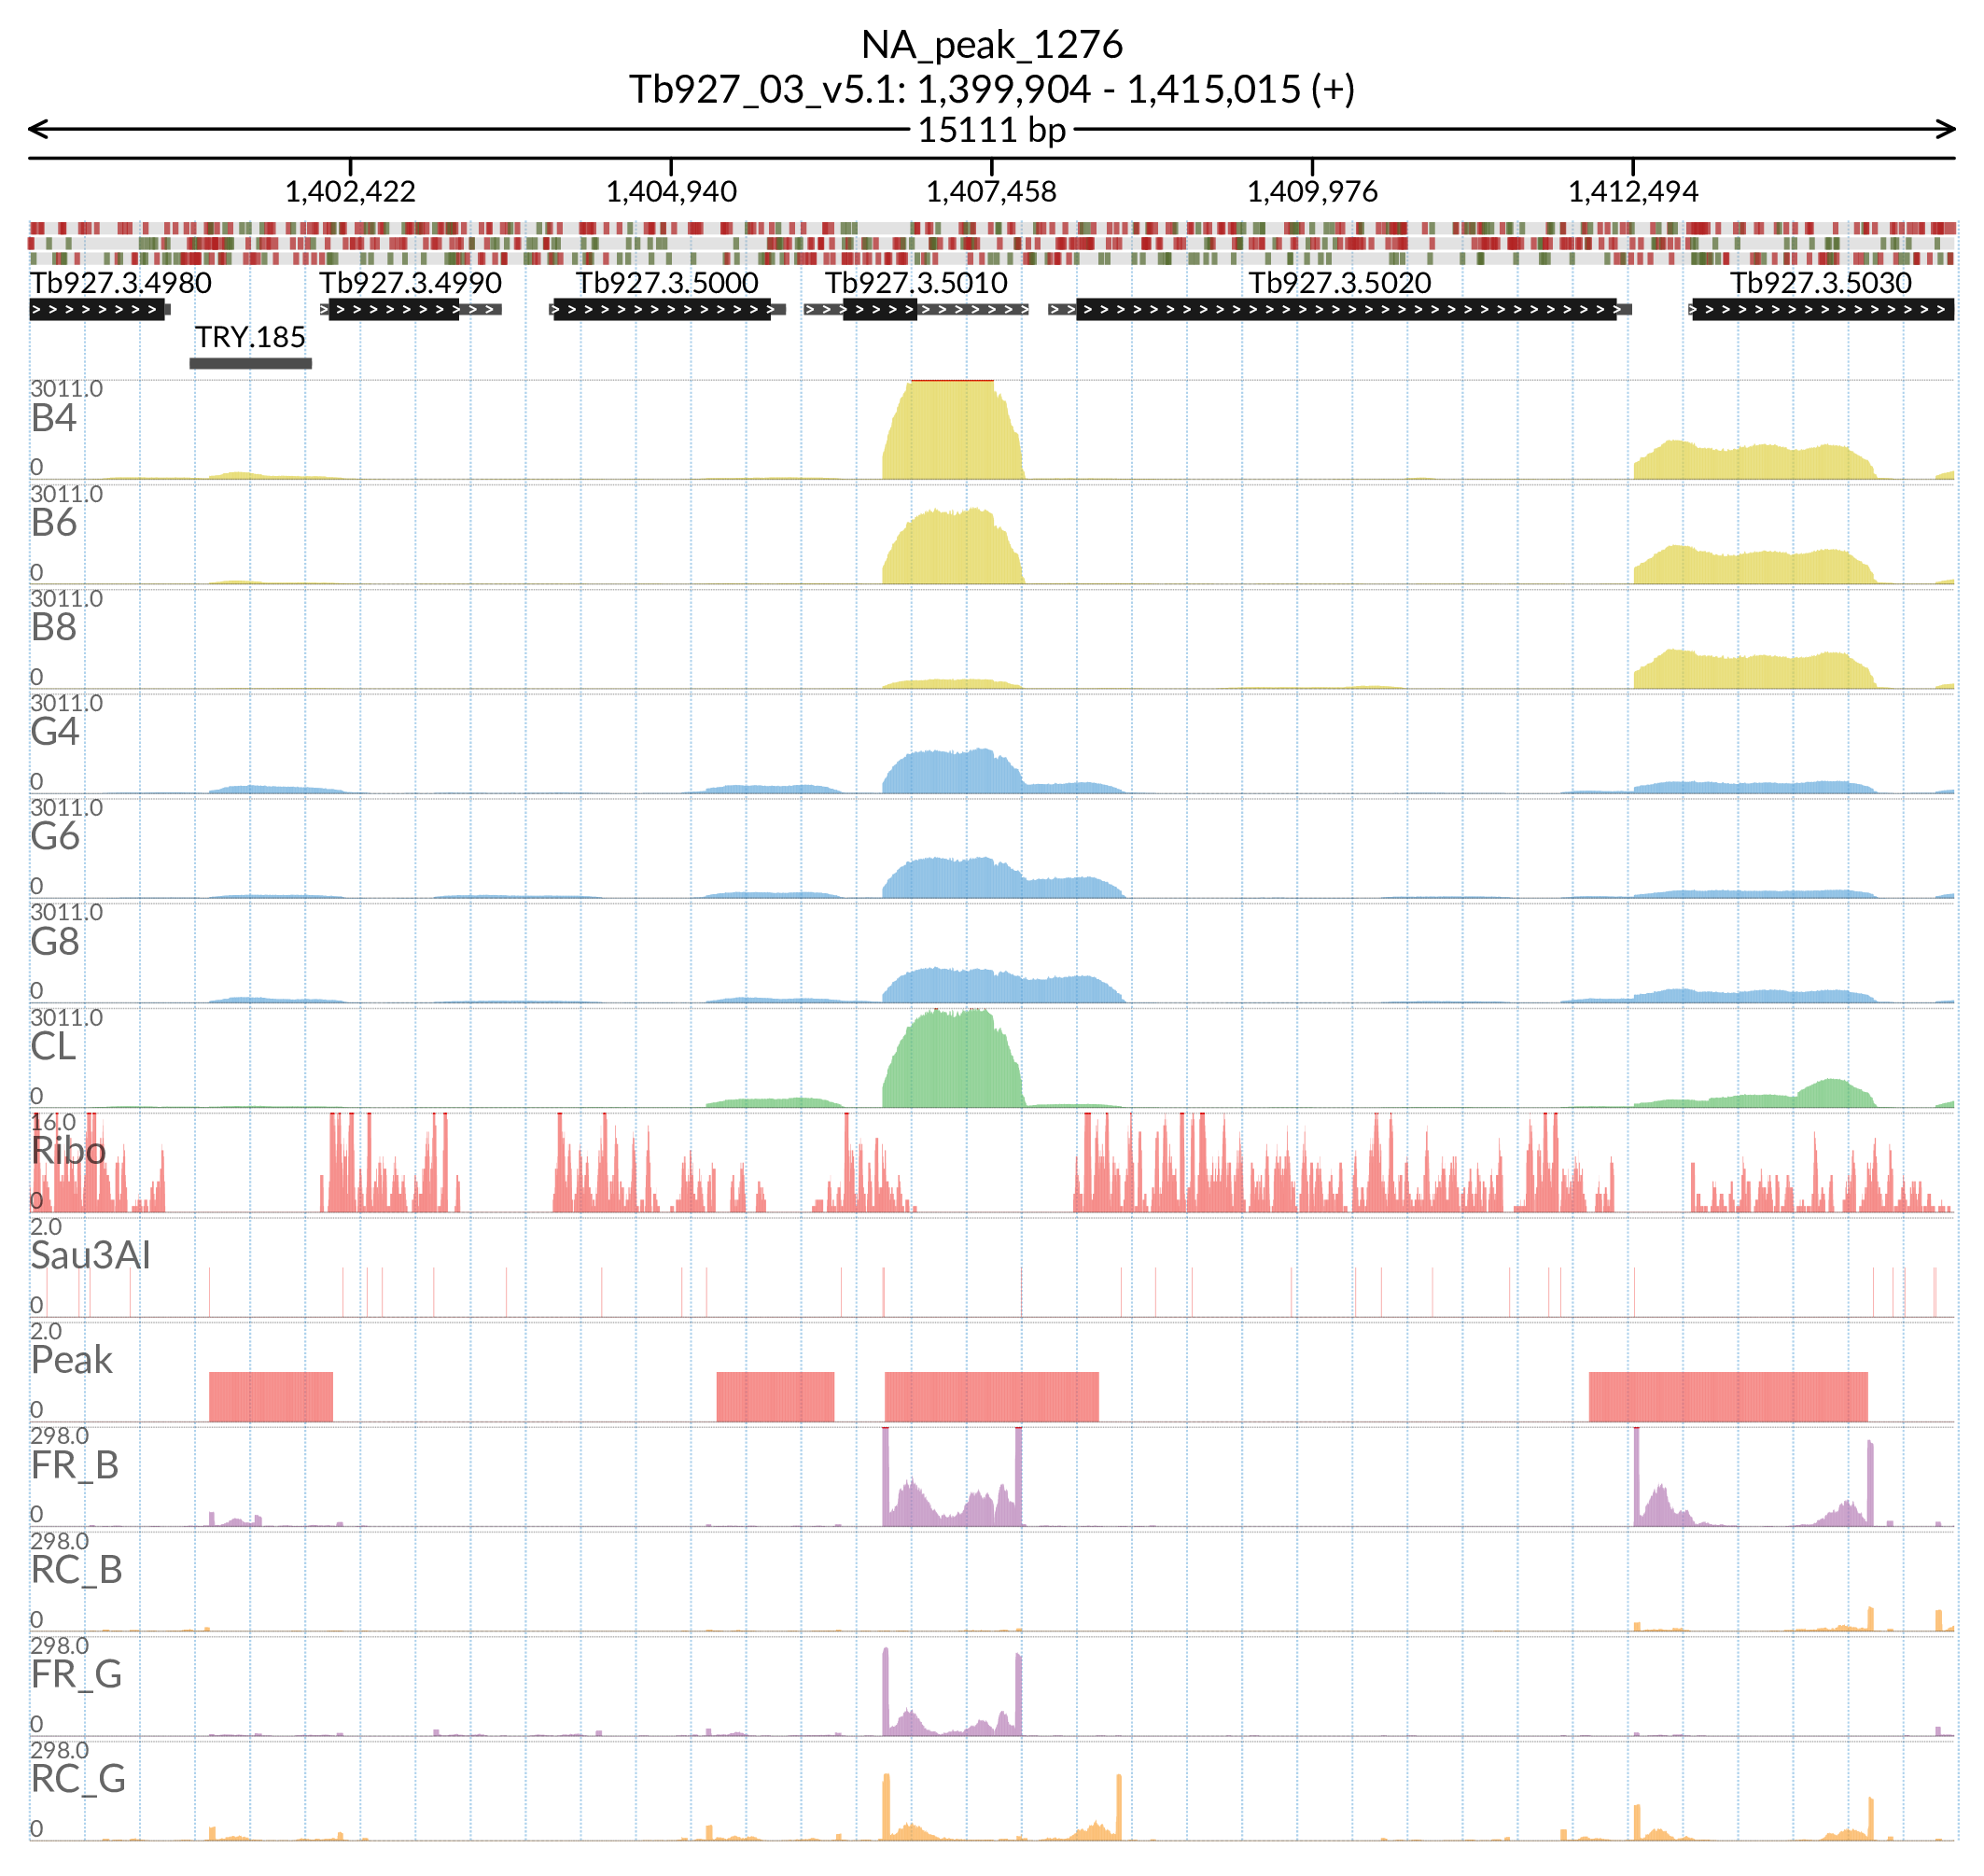 NA_peak_1276
Tb927_03_v5.1: 1,399,904 - 1,415,015 (+)
15111 bp
1,402,422 1,404,940 1,407,458 1,409,976 1,412,494
Tb927.3.4980 Tb927.3.4990 Tb927.3.5000 Tb927.3.5010 Tb927.3.5020 Tb927.3.5030
TRY.185
3011.0
B4
0
3011.0
B6
0
3011.0
B8
0
3011.0
G4
0
3011.0
G6
0
3011.0
G8
0
3011.0
CL
0
16.0
Ribo
0
2.0
Sau3AI
0
2.0
Peak
0
298.0
FR_B
0
298.0
RC_B
0
298.0
FR_G
0
298.0
RC_G
0